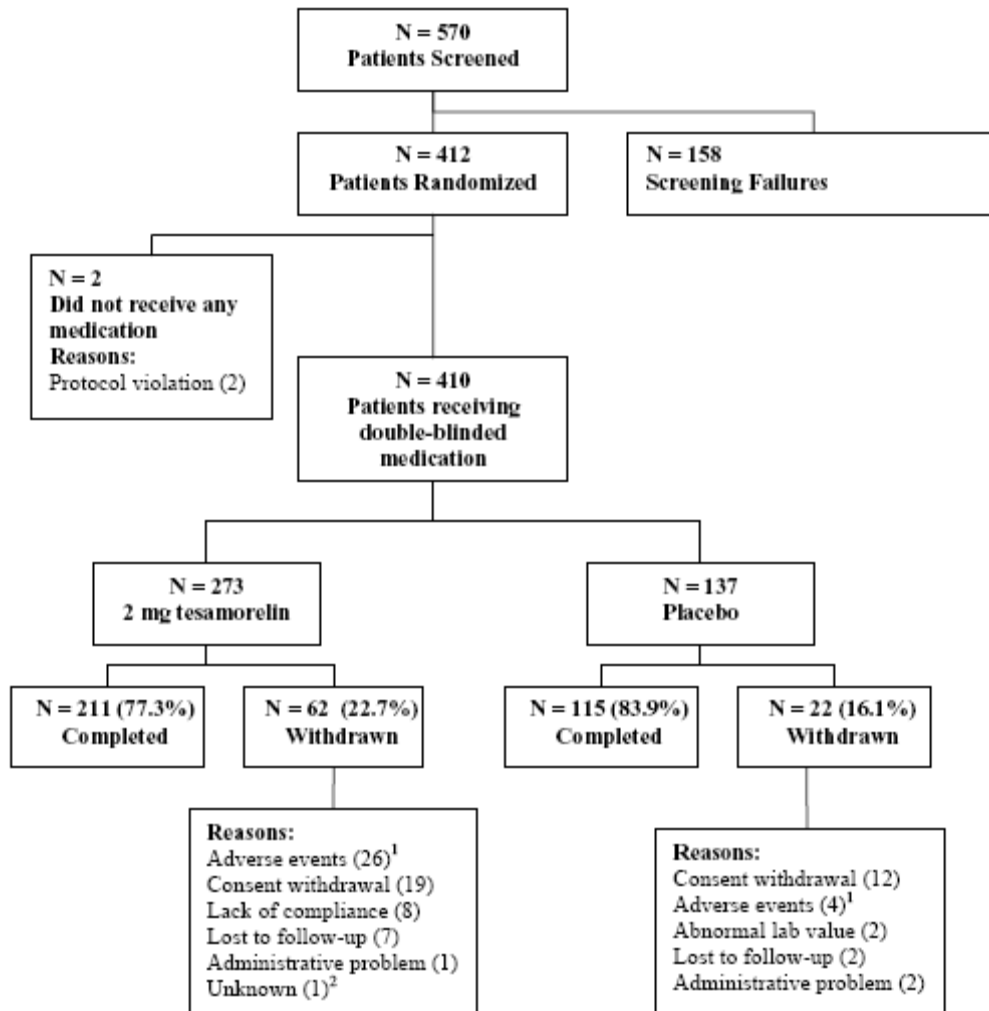 N = 570
Patients Screened
N = 412
Patients Randomized
N = 158
Screening Failures
N = 2
Did not receive any
medication
Reasons:
Protocol violation (2)
N = 410
Patients receiving
double-blinded
medication
N = 273
2 mg tesamorelin
N = 137
Placebo
N = 211 (77.3%)
Completed
N = 62 (22.7%)
Withdrawn
N = 115 (83.9%)
Completed
N = 22 (16.1%)
Withdrawn
Reasons:
Adverse events (26)¹
Consent withdrawal (19)
Lack of compliance (8)
Lost to follow-up (7)
Administrative problem (1)
Unknown (1)²
Reasons:
Consent withdrawal (12)
Adverse events (4)¹
Abnormal lab value (2)
Lost to follow-up (2)
Administrative problem (2)